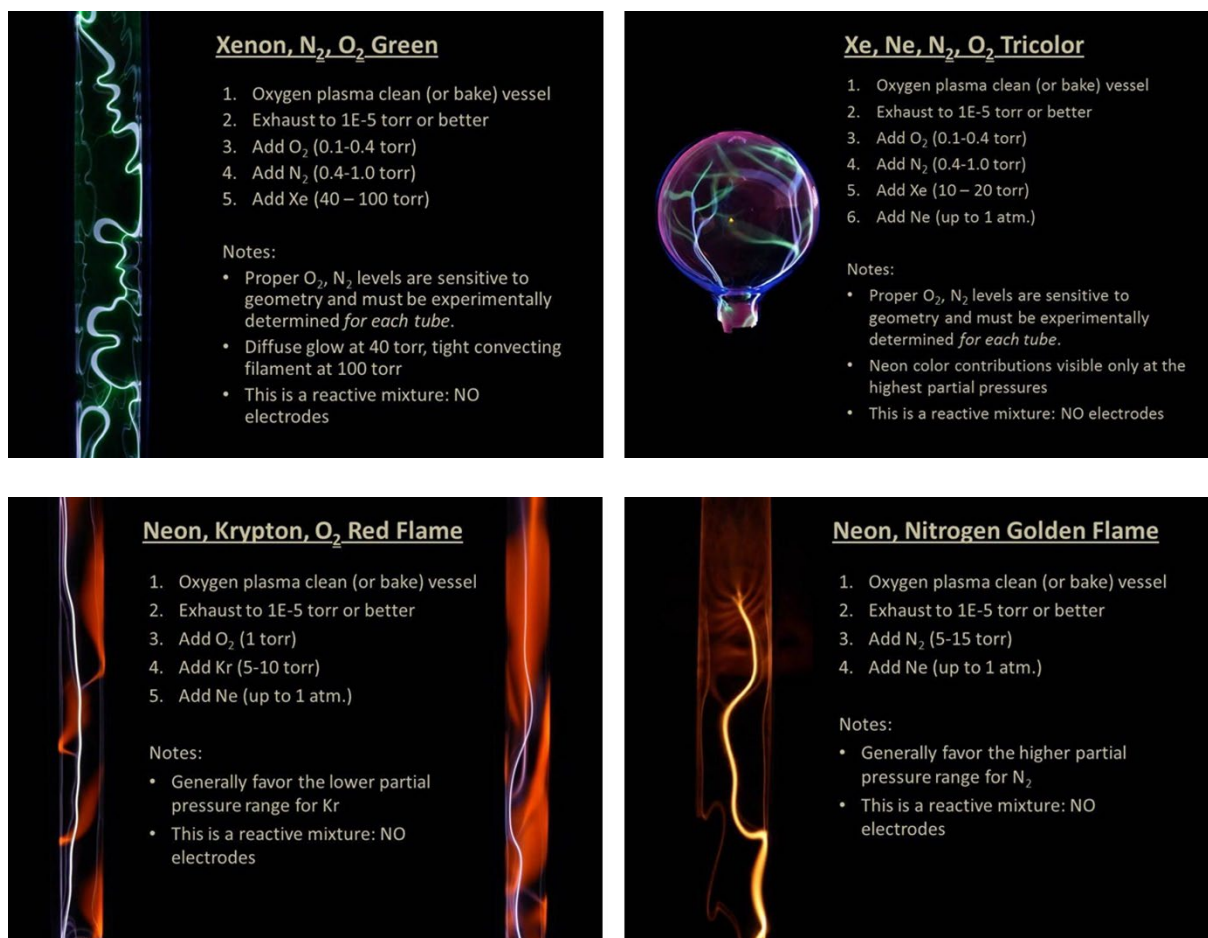 Xenon, N₂, O₂ Green
1. Oxygen plasma clean (or bake) vessel
2. Exhaust to 1E-5 torr or better
3. Add O₂ (0.1-0.4 torr)
4. Add N₂ (0.4-1.0 torr)
5. Add Xe (40 – 100 torr)
Notes:
• Proper O₂, N₂ levels are sensitive to
geometry and must be experimentally
determined for each tube.
• Diffuse glow at 40 torr, tight convecting
filament at 100 torr
• This is a reactive mixture: NO
electrodes
Xe, Ne, N₂, O₂ Tricolor
1. Oxygen plasma clean (or bake) vessel
2. Exhaust to 1E-5 torr or better
3. Add O₂ (0.1-0.4 torr)
4. Add N₂ (0.4-1.0 torr)
5. Add Xe (10 – 20 torr)
6. Add Ne (up to 1 atm.)
Notes:
• Proper O₂, N₂ levels are sensitive to
geometry and must be experimentally
determined for each tube.
• Neon color contributions visible only at the
highest partial pressures
• This is a reactive mixture: NO electrodes
Neon, Krypton, O₂ Red Flame
1. Oxygen plasma clean (or bake) vessel
2. Exhaust to 1E-5 torr or better
3. Add O₂ (1 torr)
4. Add Kr (5-10 torr)
5. Add Ne (up to 1 atm.)
Notes:
• Generally favor the lower partial
pressure range for Kr
• This is a reactive mixture: NO
electrodes
Neon, Nitrogen Golden Flame
1. Oxygen plasma clean (or bake) vessel
2. Exhaust to 1E-5 torr or better
3. Add N₂ (5-15 torr)
4. Add Ne (up to 1 atm.)
Notes:
• Generally favor the higher partial
pressure range for N₂
• This is a reactive mixture: NO
electrodes